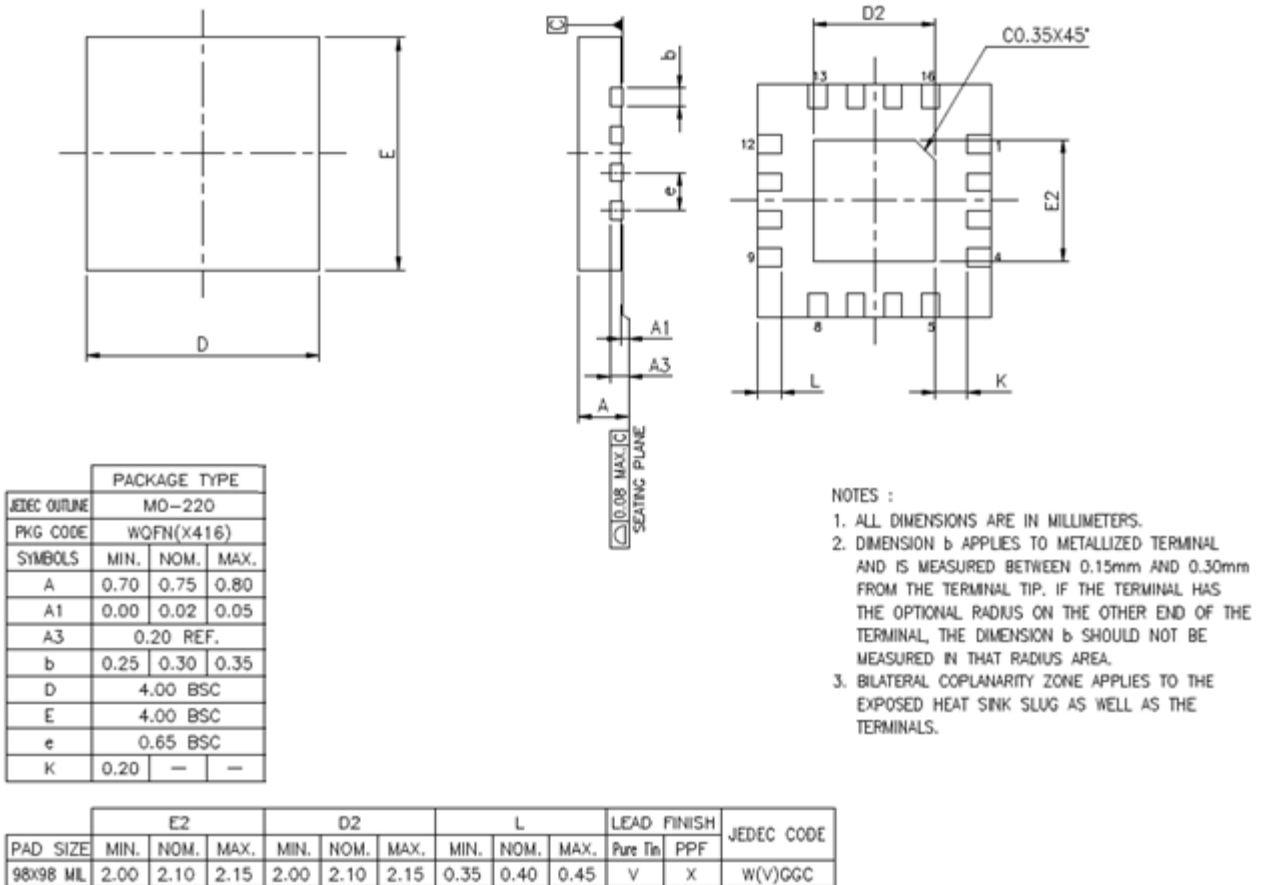 C
D2
C0.35X45°
b
13
16
12
1
E
e
E2
9
4
8
5
A1
D
A3
L
K
A
0.08 MAX. C
SEATING PLANE
PACKAGE TYPE
JEDEC OUTLINE MO-220
PKG CODE WQFN(X416)
SYMBOLS MIN. NOM. MAX.
A 0.70 0.75 0.80
A1 0.00 0.02 0.05
A3 0.20 REF.
b 0.25 0.30 0.35
D 4.00 BSC
E 4.00 BSC
e 0.65 BSC
K 0.20 — —
NOTES :
1. ALL DIMENSIONS ARE IN MILLIMETERS.
2. DIMENSION b APPLIES TO METALLIZED TERMINAL
AND IS MEASURED BETWEEN 0.15mm AND 0.30mm
FROM THE TERMINAL TIP. IF THE TERMINAL HAS
THE OPTIONAL RADIUS ON THE OTHER END OF THE
TERMINAL, THE DIMENSION b SHOULD NOT BE
MEASURED IN THAT RADIUS AREA.
3. BILATERAL COPLANARITY ZONE APPLIES TO THE
EXPOSED HEAT SINK SLUG AS WELL AS THE
TERMINALS.
E2 D2 L LEAD FINISH JEDEC CODE
PAD SIZE MIN. NOM. MAX. MIN. NOM. MAX. MIN. NOM. MAX. Pure Tin PPF
98X98 MIL 2.00 2.10 2.15 2.00 2.10 2.15 0.35 0.40 0.45 V X W(V)GGC